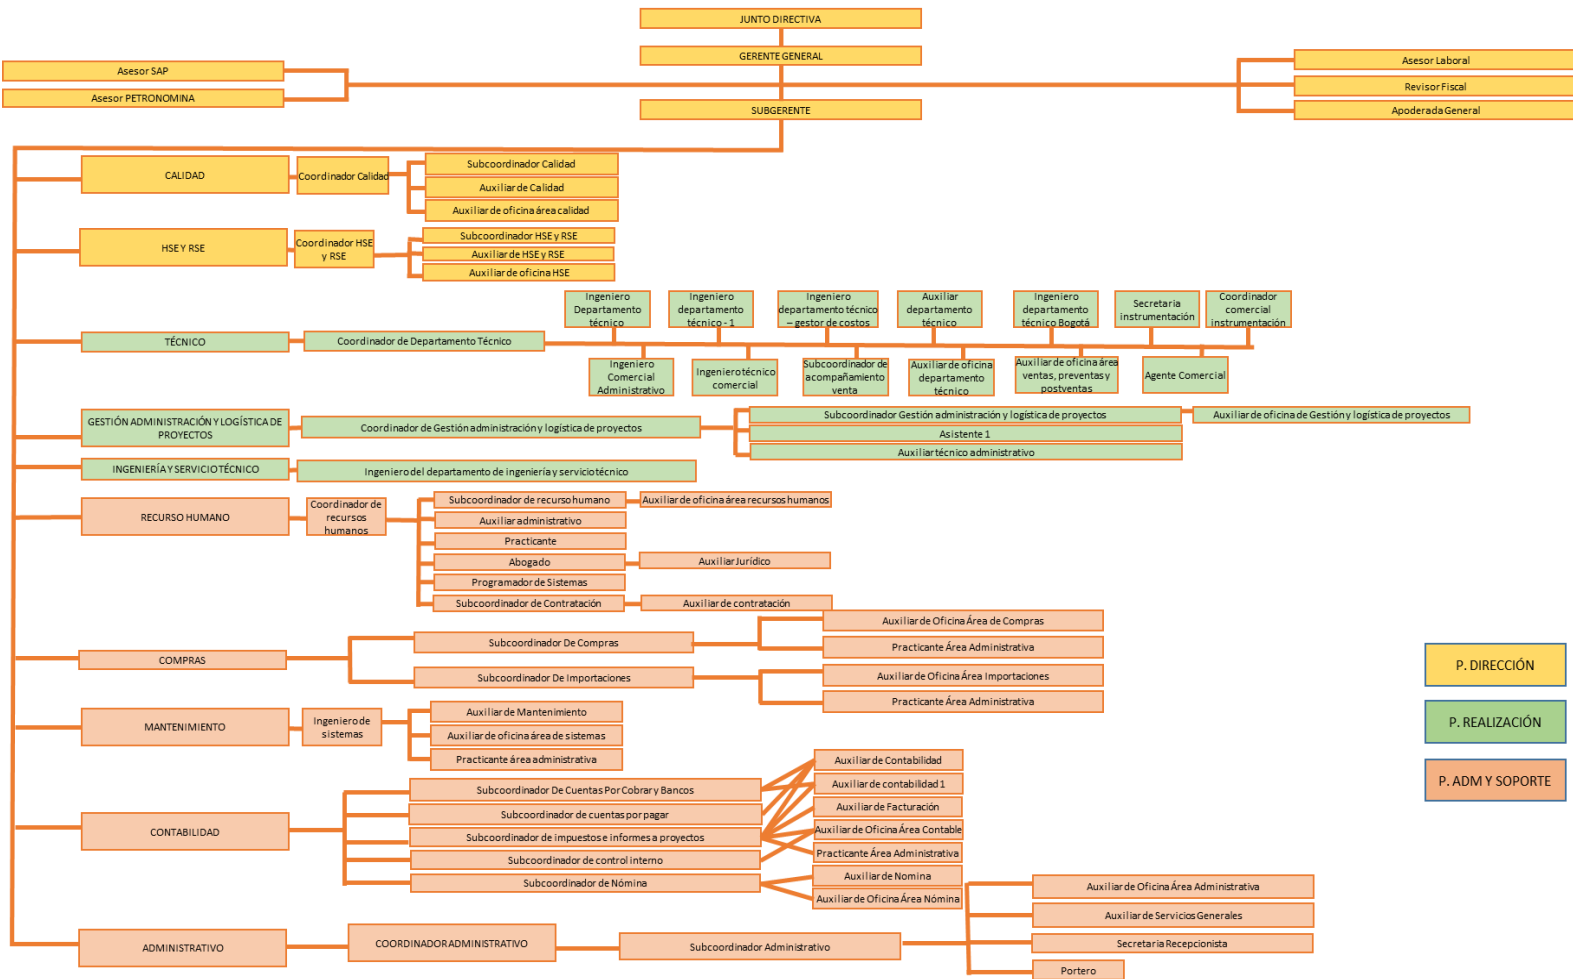 JUNTO DIRECTIVA
GERENTE GENERAL
Asesor SAP
Asesor PETRONOMINA
Asesor Laboral
Revisor Fiscal
Apoderada General
SUBGERENTE
CALIDAD
Coordinador Calidad
Subcoordinador Calidad
Auxiliar de Calidad
Auxiliar de oficina área calidad
HSE Y RSE
Coordinador HSE
y RSE
Subcoordinador HSE y RSE
Auxiliar de HSE y RSE
Auxiliar de oficina HSE
TÉCNICO
Coordinador de Departamento Técnico
Ingeniero
Departamento
técnico
Ingeniero
departamento
técnico - 1
Ingeniero
departamento técnico
– gestor de costos
Auxiliar
departamento
técnico
Ingeniero
departamento
técnico Bogotá
Secretaria
instrumentación
Coordinador
comercial
instrumentación
Ingeniero
Comercial
Administrativo
Ingeniero técnico
comercial
Subcoordinador de
acompañamiento
venta
Auxiliar de oficina
departamento
técnico
Auxiliar de oficina área
ventas, preventas y
postventas
Agente Comercial
GESTIÓN ADMINISTRACIÓN Y LOGÍSTICA DE
PROYECTOS
Coordinador de Gestión administración y logística de proyectos
Subcoordinador Gestión administración y logística de proyectos
Auxiliar de oficina de Gestión y logística de proyectos
Asistente 1
Auxiliar técnico administrativo
INGENIERÍA Y SERVICIO TÉCNICO
Ingeniero del departamento de ingeniería y servicio técnico
RECURSO HUMANO
Coordinador de
recursos
humanos
Subcoordinador de recurso humano
Auxiliar de oficina área recursos humanos
Auxiliar administrativo
Practicante
Abogado
Auxiliar Jurídico
Programador de Sistemas
Subcoordinador de Contratación
Auxiliar de contratación
COMPRAS
Subcoordinador De Compras
Auxiliar de Oficina Área de Compras
Practicante Área Administrativa
Subcoordinador De Importaciones
Auxiliar de Oficina Área Importaciones
Practicante Área Administrativa
MANTENIMIENTO
Ingeniero de
sistemas
Auxiliar de Mantenimiento
Auxiliar de oficina área de sistemas
Practicante área administrativa
CONTABILIDAD
Subcoordinador De Cuentas Por Cobrar y Bancos
Subcoordinador de cuentas por pagar
Subcoordinador de impuestos e informes a proyectos
Subcoordinador de control interno
Subcoordinador de Nómina
Auxiliar de Contabilidad
Auxiliar de contabilidad 1
Auxiliar de Facturación
Auxiliar de Oficina Área Contable
Practicante Área Administrativa
Auxiliar de Nomina
Auxiliar de Oficina Área Nómina
ADMINISTRATIVO
COORDINADOR ADMINISTRATIVO
Subcoordinador Administrativo
Auxiliar de Oficina Área Administrativa
Auxiliar de Servicios Generales
Secretaria Recepcionista
Portero
P. DIRECCIÓN
P. REALIZACIÓN
P. ADM Y SOPORTE